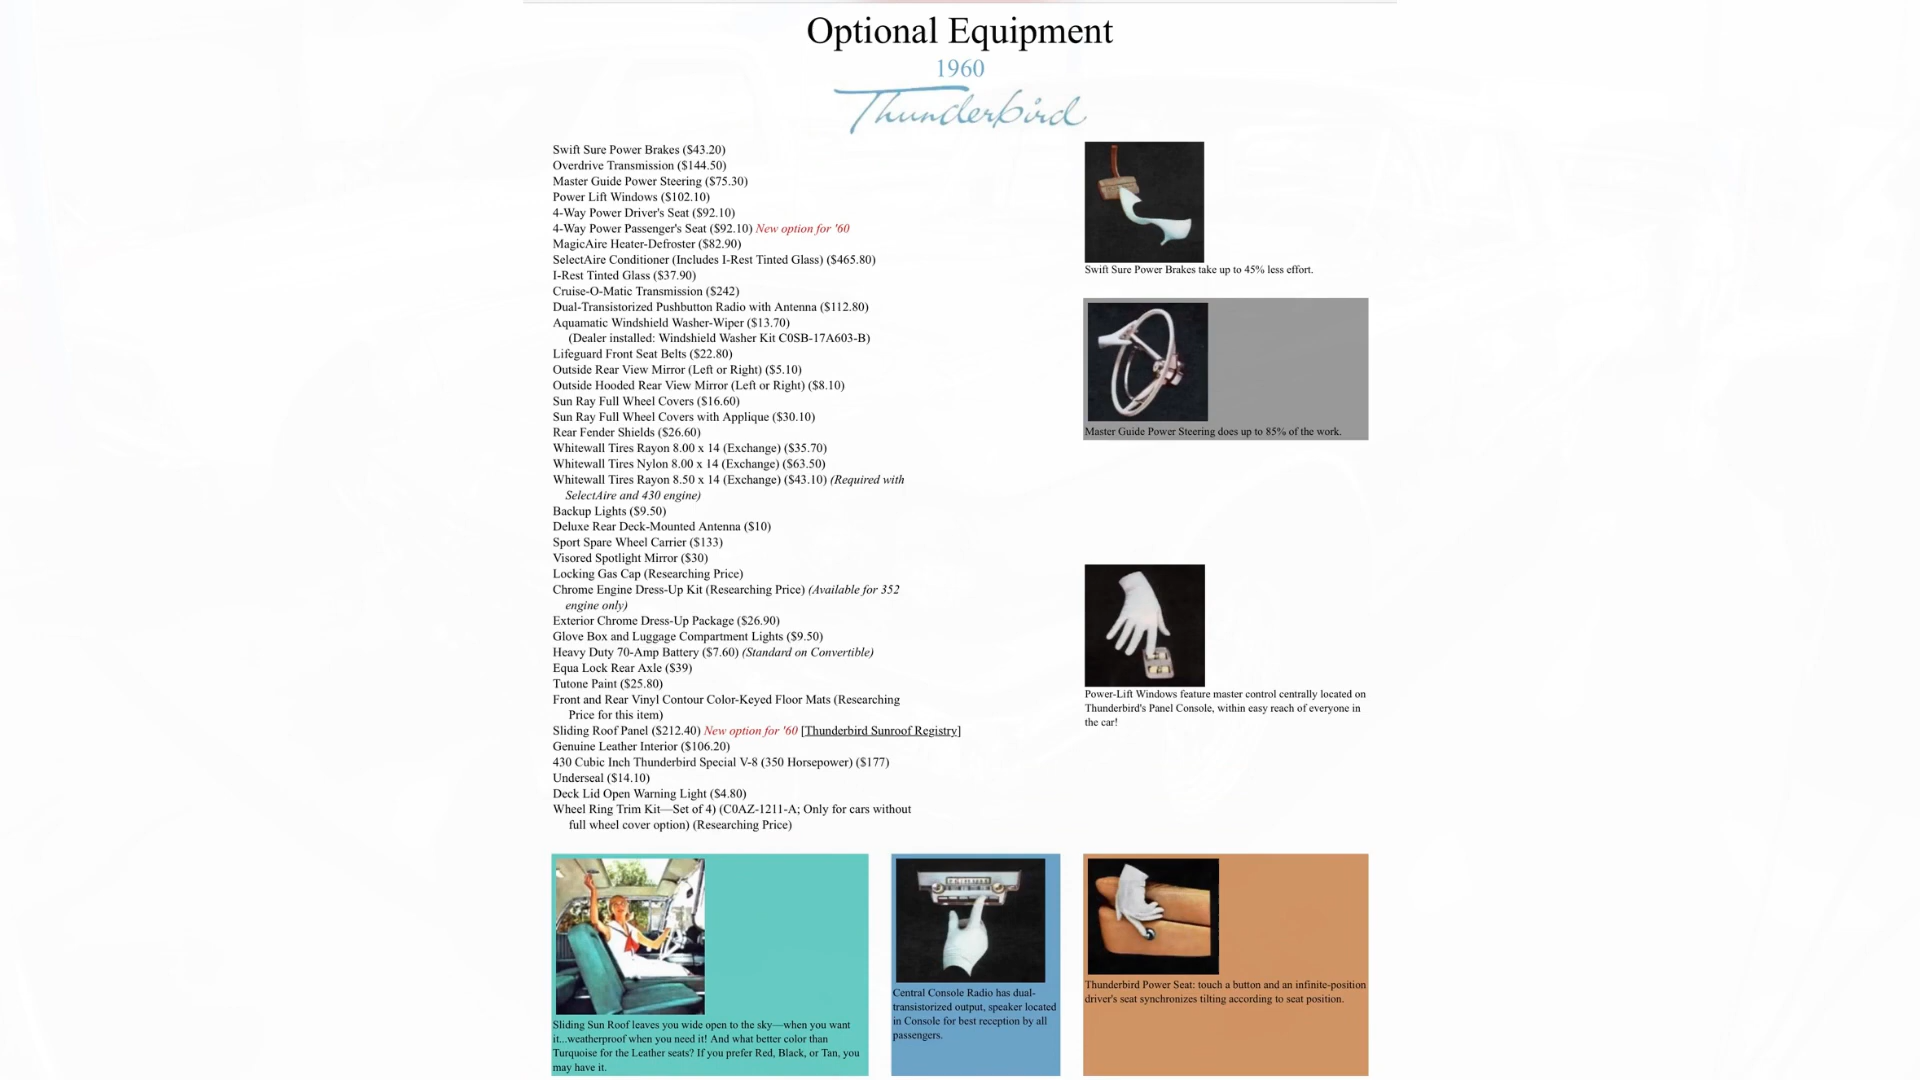 Optional Equipment
1960
Thunderbird
Swift Sure Power Brakes ($43.20)
Overdrive Transmission ($144.50)
Master Guide Power Steering ($75.30)
Power Lift Windows ($102.10)
4-Way Power Driver's Seat ($92.10)
4-Way Power Passenger's Seat ($92.10) New option for '60
MagicAire Heater-Defroster ($82.90)
SelectAire Conditioner (Includes I-Rest Tinted Glass) ($465.80)
I-Rest Tinted Glass ($37.90)
Cruise-O-Matic Transmission ($242)
Dual-Transistorized Pushbutton Radio with Antenna ($112.80)
Aquamatic Windshield Washer-Wiper ($13.70)
(Dealer installed: Windshield Washer Kit C0SB-17A603-B)
Lifeguard Front Seat Belts ($22.80)
Outside Rear View Mirror (Left or Right) ($5.10)
Outside Hooded Rear View Mirror (Left or Right) ($8.10)
Sun Ray Full Wheel Covers ($16.60)
Sun Ray Full Wheel Covers with Applique ($30.10)
Rear Fender Shields ($26.60)
Whitewall Tires Rayon 8.00 x 14 (Exchange) ($35.70)
Whitewall Tires Nylon 8.00 x 14 (Exchange) ($63.50)
Whitewall Tires Rayon 8.50 x 14 (Exchange) ($43.10) (Required with
SelectAire and 430 engine)
Backup Lights ($9.50)
Deluxe Rear Deck-Mounted Antenna ($10)
Sport Spare Wheel Carrier ($133)
Visored Spotlight Mirror ($30)
Locking Gas Cap (Researching Price)
Chrome Engine Dress-Up Kit (Researching Price) (Available for 352
engine only)
Exterior Chrome Dress-Up Package ($26.90)
Glove Box and Luggage Compartment Lights ($9.50)
Heavy Duty 70-Amp Battery ($7.60) (Standard on Convertible)
Equa Lock Rear Axle ($39)
Tutone Paint ($25.80)
Front and Rear Vinyl Contour Color-Keyed Floor Mats (Researching
Price for this item)
Sliding Roof Panel ($212.40) New option for '60 [Thunderbird Sunroof Registry]
Genuine Leather Interior ($106.20)
430 Cubic Inch Thunderbird Special V-8 (350 Horsepower) ($177)
Underseal ($14.10)
Deck Lid Open Warning Light ($4.80)
Wheel Ring Trim Kit—Set of 4) (C0AZ-1211-A; Only for cars without
full wheel cover option) (Researching Price)
Swift Sure Power Brakes take up to 45% less effort.
Master Guide Power Steering does up to 85% of the work.
Power-Lift Windows feature master control centrally located on
Thunderbird's Panel Console, within easy reach of everyone in
the car!
Sliding Sun Roof leaves you wide open to the sky—when you want
it...weatherproof when you need it! And what better color than
Turquoise for the Leather seats? If you prefer Red, Black, or Tan, you
may have it.
Central Console Radio has dual-
transistorized output, speaker located
in Console for best reception by all
passengers.
Thunderbird Power Seat: touch a button and an infinite-position
driver's seat synchronizes tilting according to seat position.